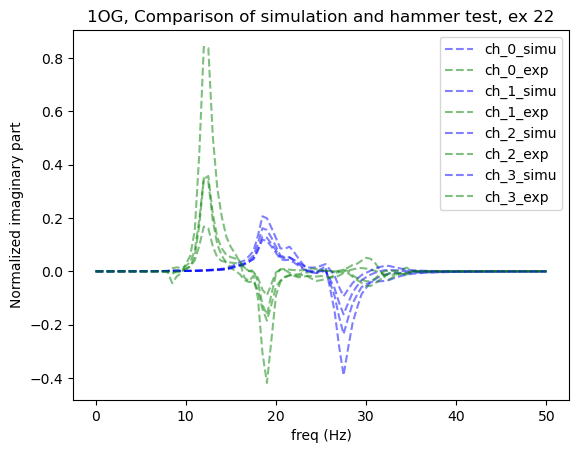 1OG, Comparison of simulation and hammer test, ex 22
Normalized imaginary part
0.8
0.6
0.4
0.2
0.0
−0.2
−0.4
ch_0_simu
ch_0_exp
ch_1_simu
ch_1_exp
ch_2_simu
ch_2_exp
ch_3_simu
ch_3_exp
0 10 20 30 40 50
freq (Hz)